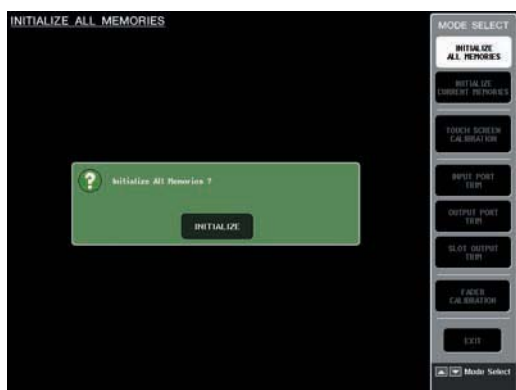 INITIALIZE ALL MEMORIES
MODE SELECT
INITIALIZE
ALL MEMORIES
INITIALIZE
CURRENT MEMORIES
TOUCH SCREEN
CALIBRATION
INPUT PORT
TRIM
OUTPUT PORT
TRIM
SLOT OUTPUT
TRIM
FADER
CALIBRATION
EXIT
Mode Select
Initialize All Memories ?
INITIALIZE